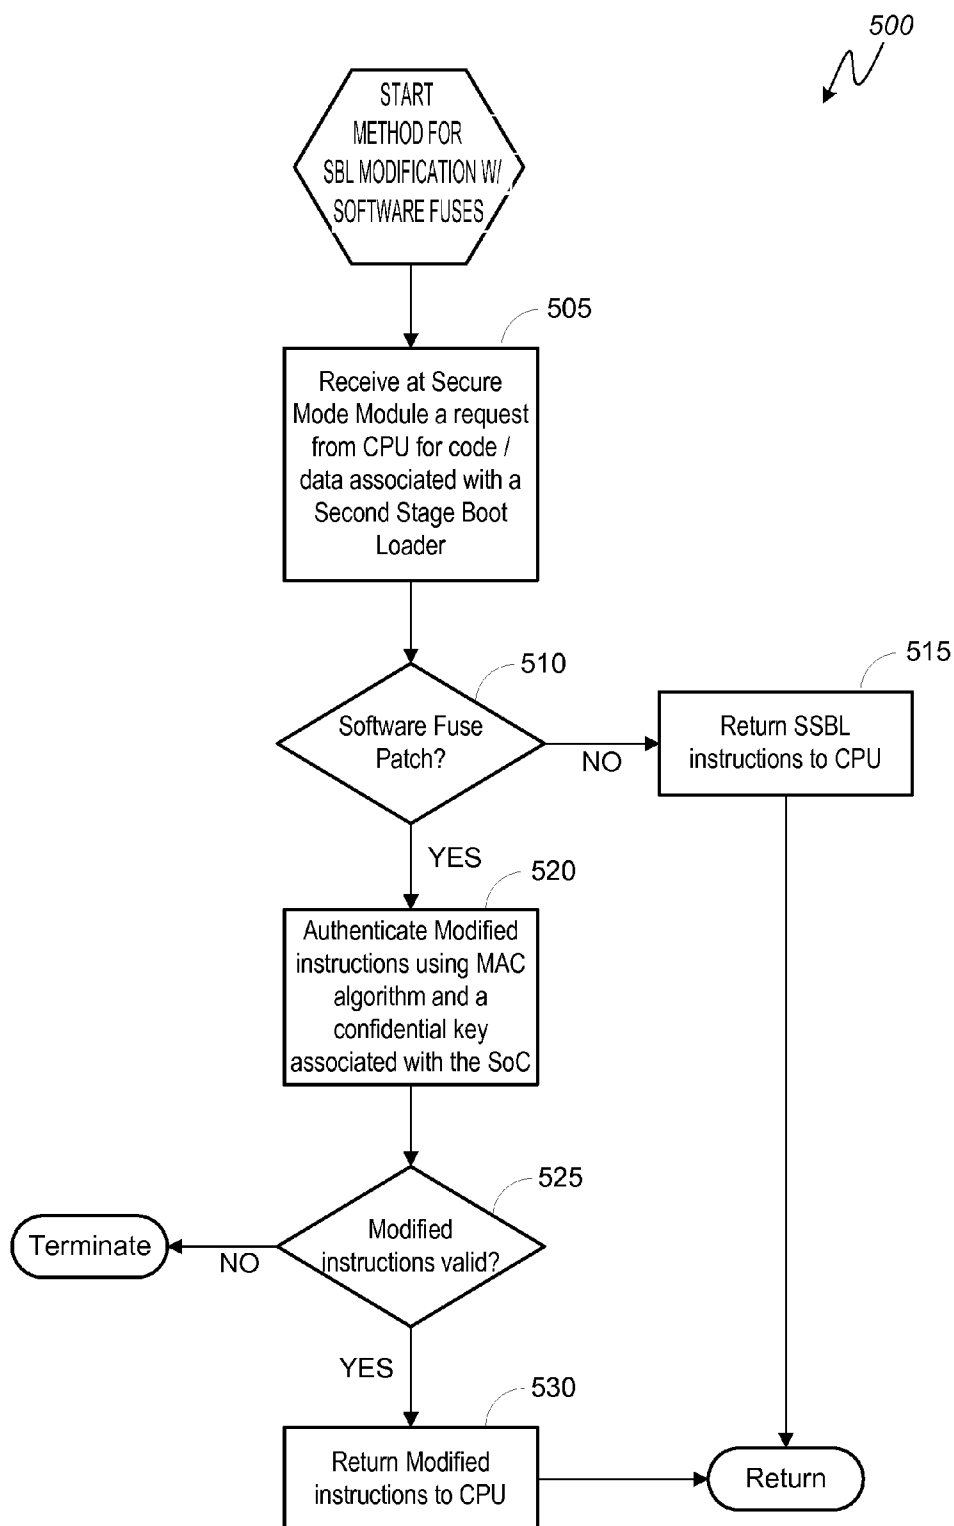 500
START
METHOD FOR
SBL MODIFICATION W/
SOFTWARE FUSES
505
Receive at Secure
Mode Module a request
from CPU for code /
data associated with a
Second Stage Boot
Loader
510
Software Fuse
Patch?
NO
515
Return SSBL
instructions to CPU
YES
520
Authenticate Modified
instructions using MAC
algorithm and a
confidential key
associated with the SoC
525
Modified
instructions valid?
NO
Terminate
YES
530
Return Modified
instructions to CPU
Return